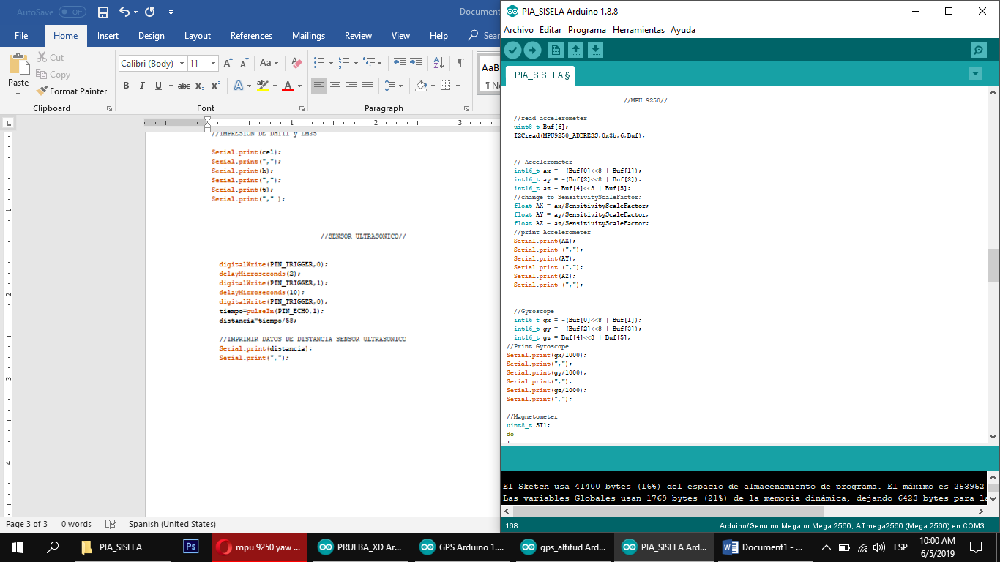 AutoSave Off
Document
File Home Insert Design Layout References Mailings Review View Help Sear
Paste
Cut
Copy
Format Painter
Clipboard
Calibri (Body) 11
Font
Paragraph
AaB
¶ N
1 2 3
//IMPRESION DE DHT11 y LM35
Serial.print(cel);
Serial.print(",");
Serial.print(h);
Serial.print(",");
Serial.print(t);
Serial.print("," );
//SENSOR ULTRASONICO//
digitalWrite(PIN_TRIGGER,0);
delayMicroseconds(2);
digitalWrite(PIN_TRIGGER,1);
delayMicroseconds(10);
digitalWrite(PIN_TRIGGER,0);
tiempo=pulseIn(PIN_ECHO,1);
distancia=tiempo/58;
//IMPRIMIR DATOS DE DISTANCIA SENSOR ULTRASONICO
Serial.print(distancia);
Serial.print(",");
Page 3 of 3 0 words Spanish (United States)
PIA_SISELA Arduino 1.8.8
Archivo Editar Programa Herramientas Ayuda
PIA_SISELA §
//MPU 9250//
//read accelerometer
uint8_t Buf[6];
I2Cread(MPU9250_ADDRESS,0x3b,6,Buf);
// Accelerometer
int16_t ax = -(Buf[0]<<8 | Buf[1]);
int16_t ay = -(Buf[2]<<8 | Buf[3]);
int16_t az = Buf[4]<<8 | Buf[5];
//change to SensitivityScaleFactor;
float AX = ax/SensitivityScaleFactor;
float AY = ay/SensitivityScaleFactor;
float AZ = az/SensitivityScaleFactor;
//print Accelerometer
Serial.print(AX);
Serial.print (",");
Serial.print(AY);
Serial.print (",");
Serial.print(AZ);
Serial.print (",");
//Gyroscope
int16_t gx = -(Buf[0]<<8 | Buf[1]);
int16_t gy = -(Buf[2]<<8 | Buf[3]);
int16_t gz = Buf[4]<<8 | Buf[5];
//Print Gyroscope
Serial.print(gx/1000);
Serial.print(",");
Serial.print(gy/1000);
Serial.print(",");
Serial.print(gz/1000);
Serial.print(",");
//Magnetometer
uint8_t ST1;
do
El Sketch usa 41400 bytes (16%) del espacio de almacenamiento de programa. El máximo es 253952
Las variables Globales usan 1769 bytes (21%) de la memoria dinámica, dejando 6423 bytes para la
168 Arduino/Genuino Mega or Mega 2560, ATmega2560 (Mega 2560) en COM3
PIA_SISELA
Ps
mpu 9250 yaw ...
PRUEBA_XD Ar...
GPS Arduino 1....
gps_altitud Ard...
PIA_SISELA Ard...
Document1 - ...
ESP
10:00 AM
6/5/2019